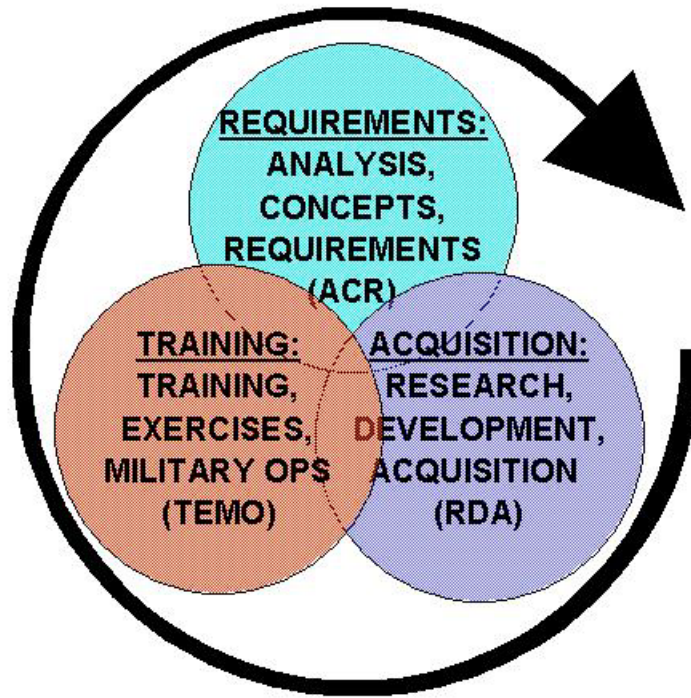 REQUIREMENTS:
ANALYSIS,
CONCEPTS,
REQUIREMENTS
(ACR)
TRAINING:
TRAINING,
EXERCISES,
MILITARY OPS
(TEMO)
ACQUISITION:
RESEARCH,
DEVELOPMENT,
ACQUISITION
(RDA)